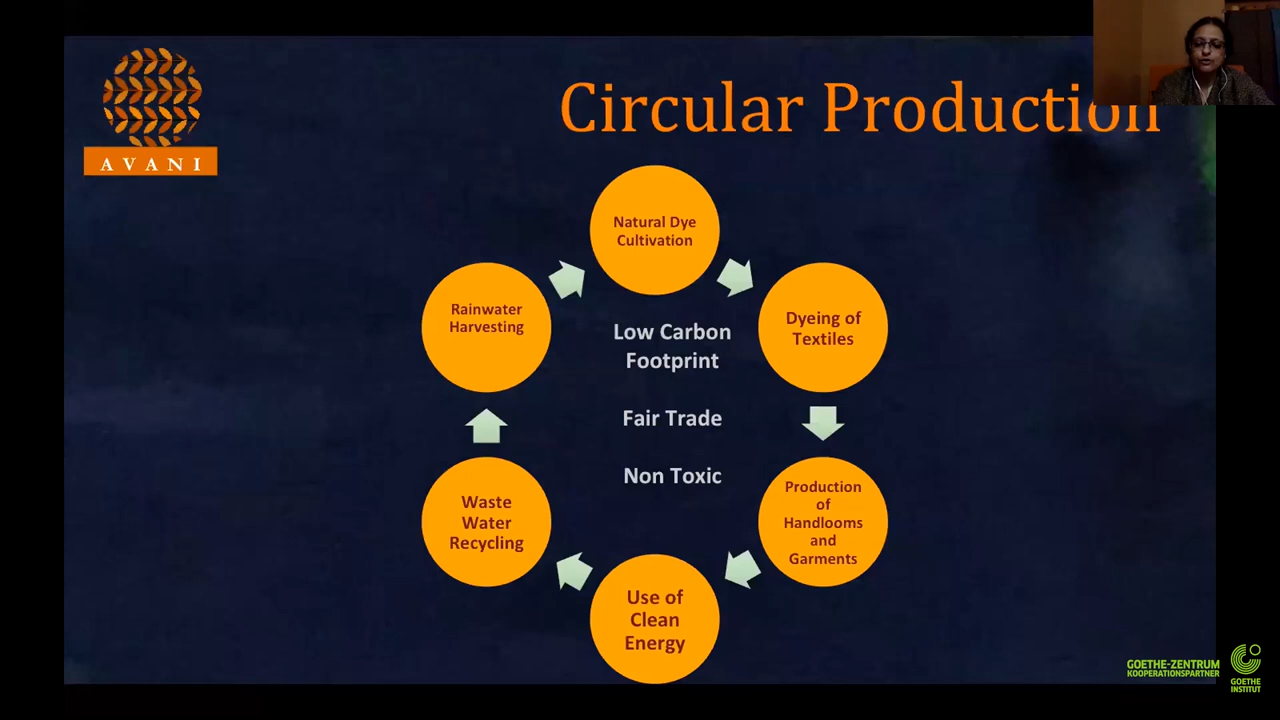 AVANI
Circular Production
Natural Dye
Cultivation
Dyeing of
Textiles
Production
of
Handlooms
and
Garments
Use of
Clean
Energy
Waste
Water
Recycling
Rainwater
Harvesting
Low Carbon
Footprint
Fair Trade
Non Toxic
GOETHE-ZENTRUM
KOOPERATIONSPARTNER
GOETHE
INSTITUT